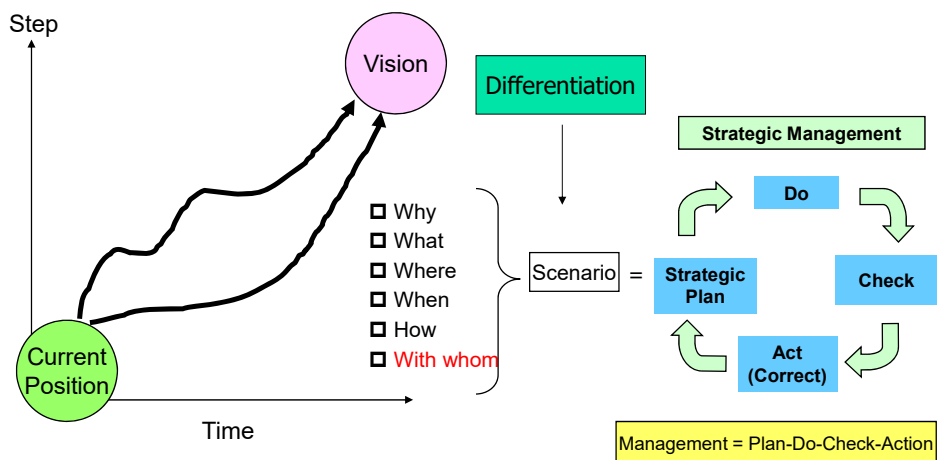 Step
Vision
Differentiation
Strategic Management
Why
What
Where
When
How
With whom
Scenario
=
Strategic
Plan
Do
Check
Act
(Correct)
Current
Position
Time
Management = Plan-Do-Check-Action